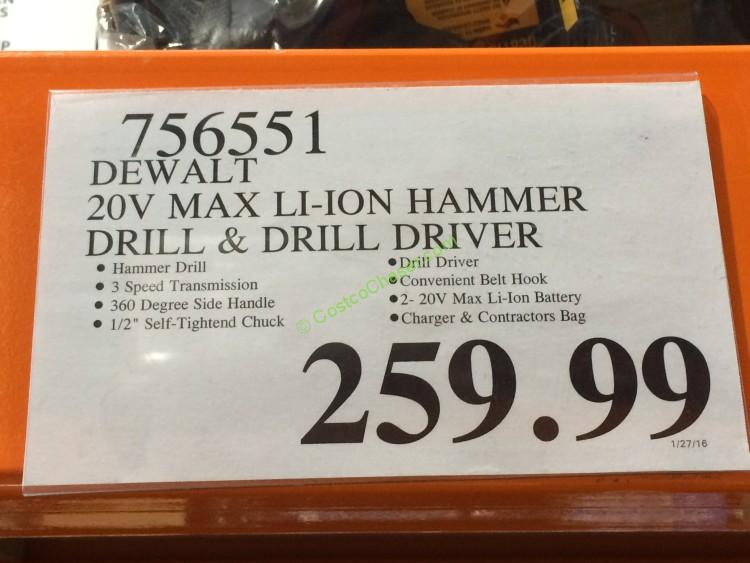 756551
DEWALT
20V MAX LI-ION HAMMER
DRILL & DRILL DRIVER
• Hammer Drill
• 3 Speed Transmission
• 360 Degree Side Handle
• 1/2" Self-Tightend Chuck
• Drill Driver
• Convenient Belt Hook
• 2- 20V Max Li-Ion Battery
• Charger & Contractors Bag
© CostcoChaser.com
259.99
1/27/16